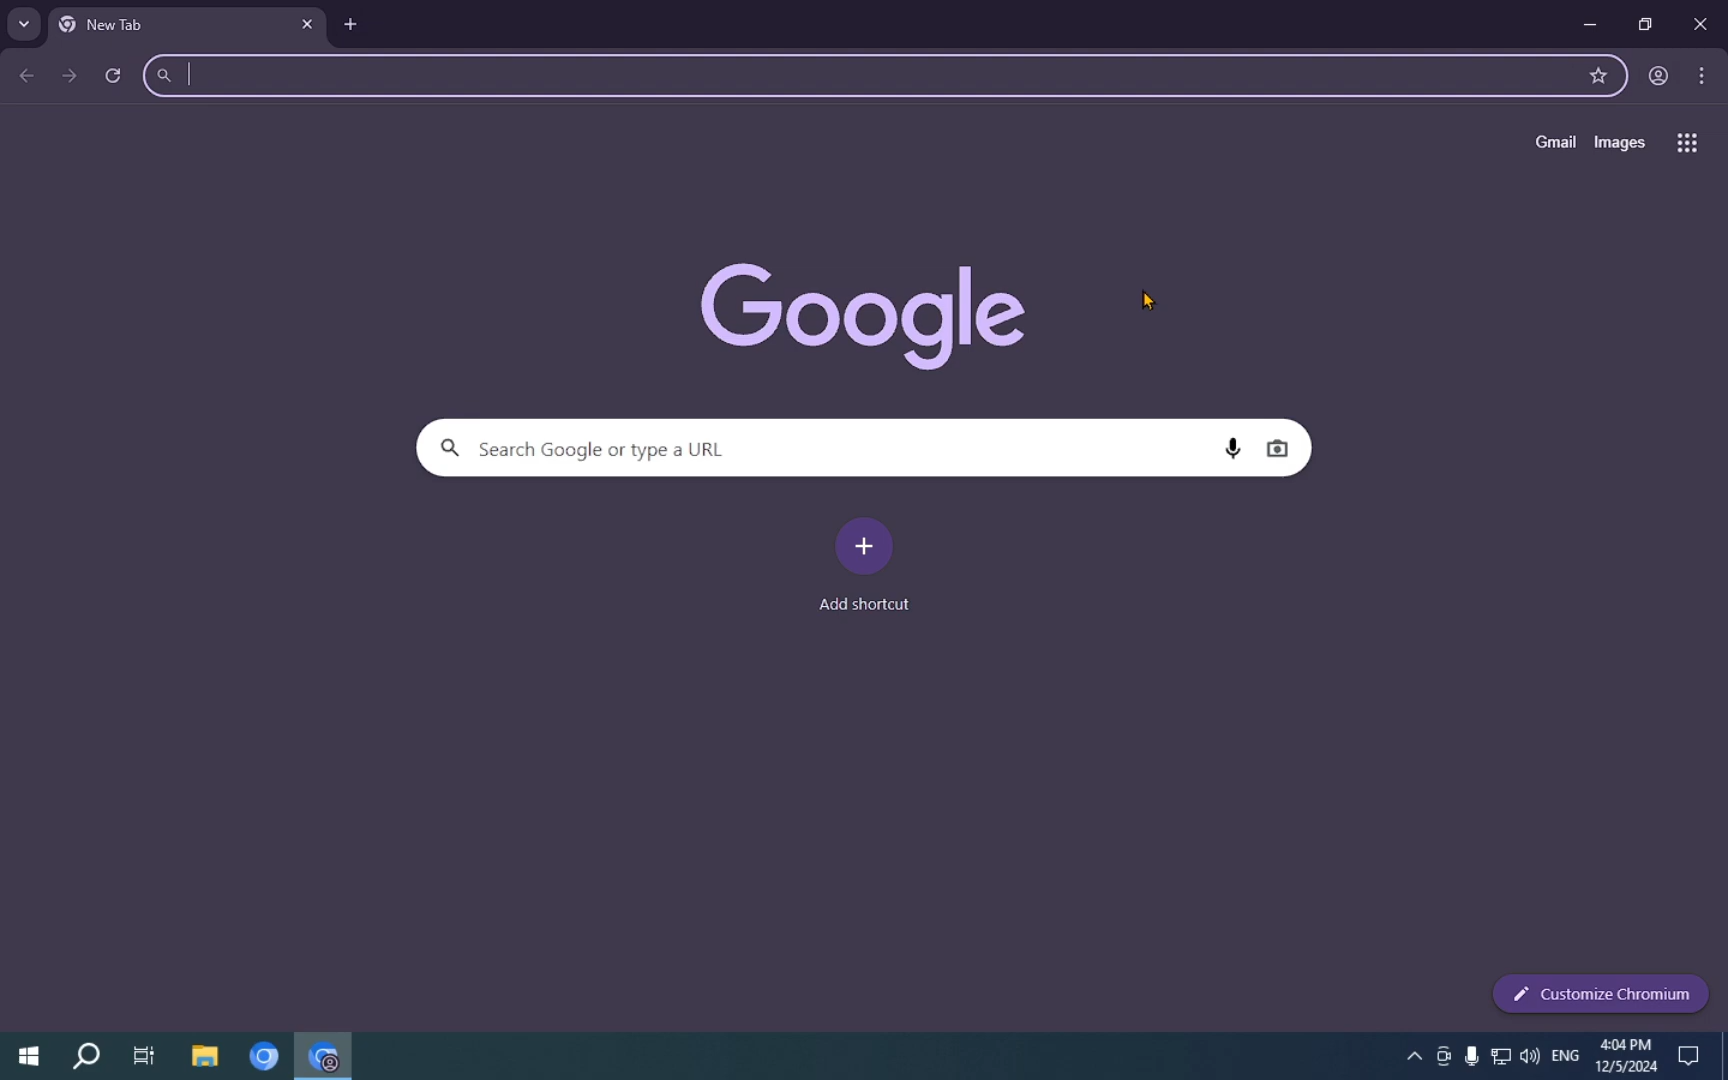 New Tab
Gmail Images
Google
Search Google or type a URL
Add shortcut
Customize Chromium
ENG
4:04 PM
12/5/2024